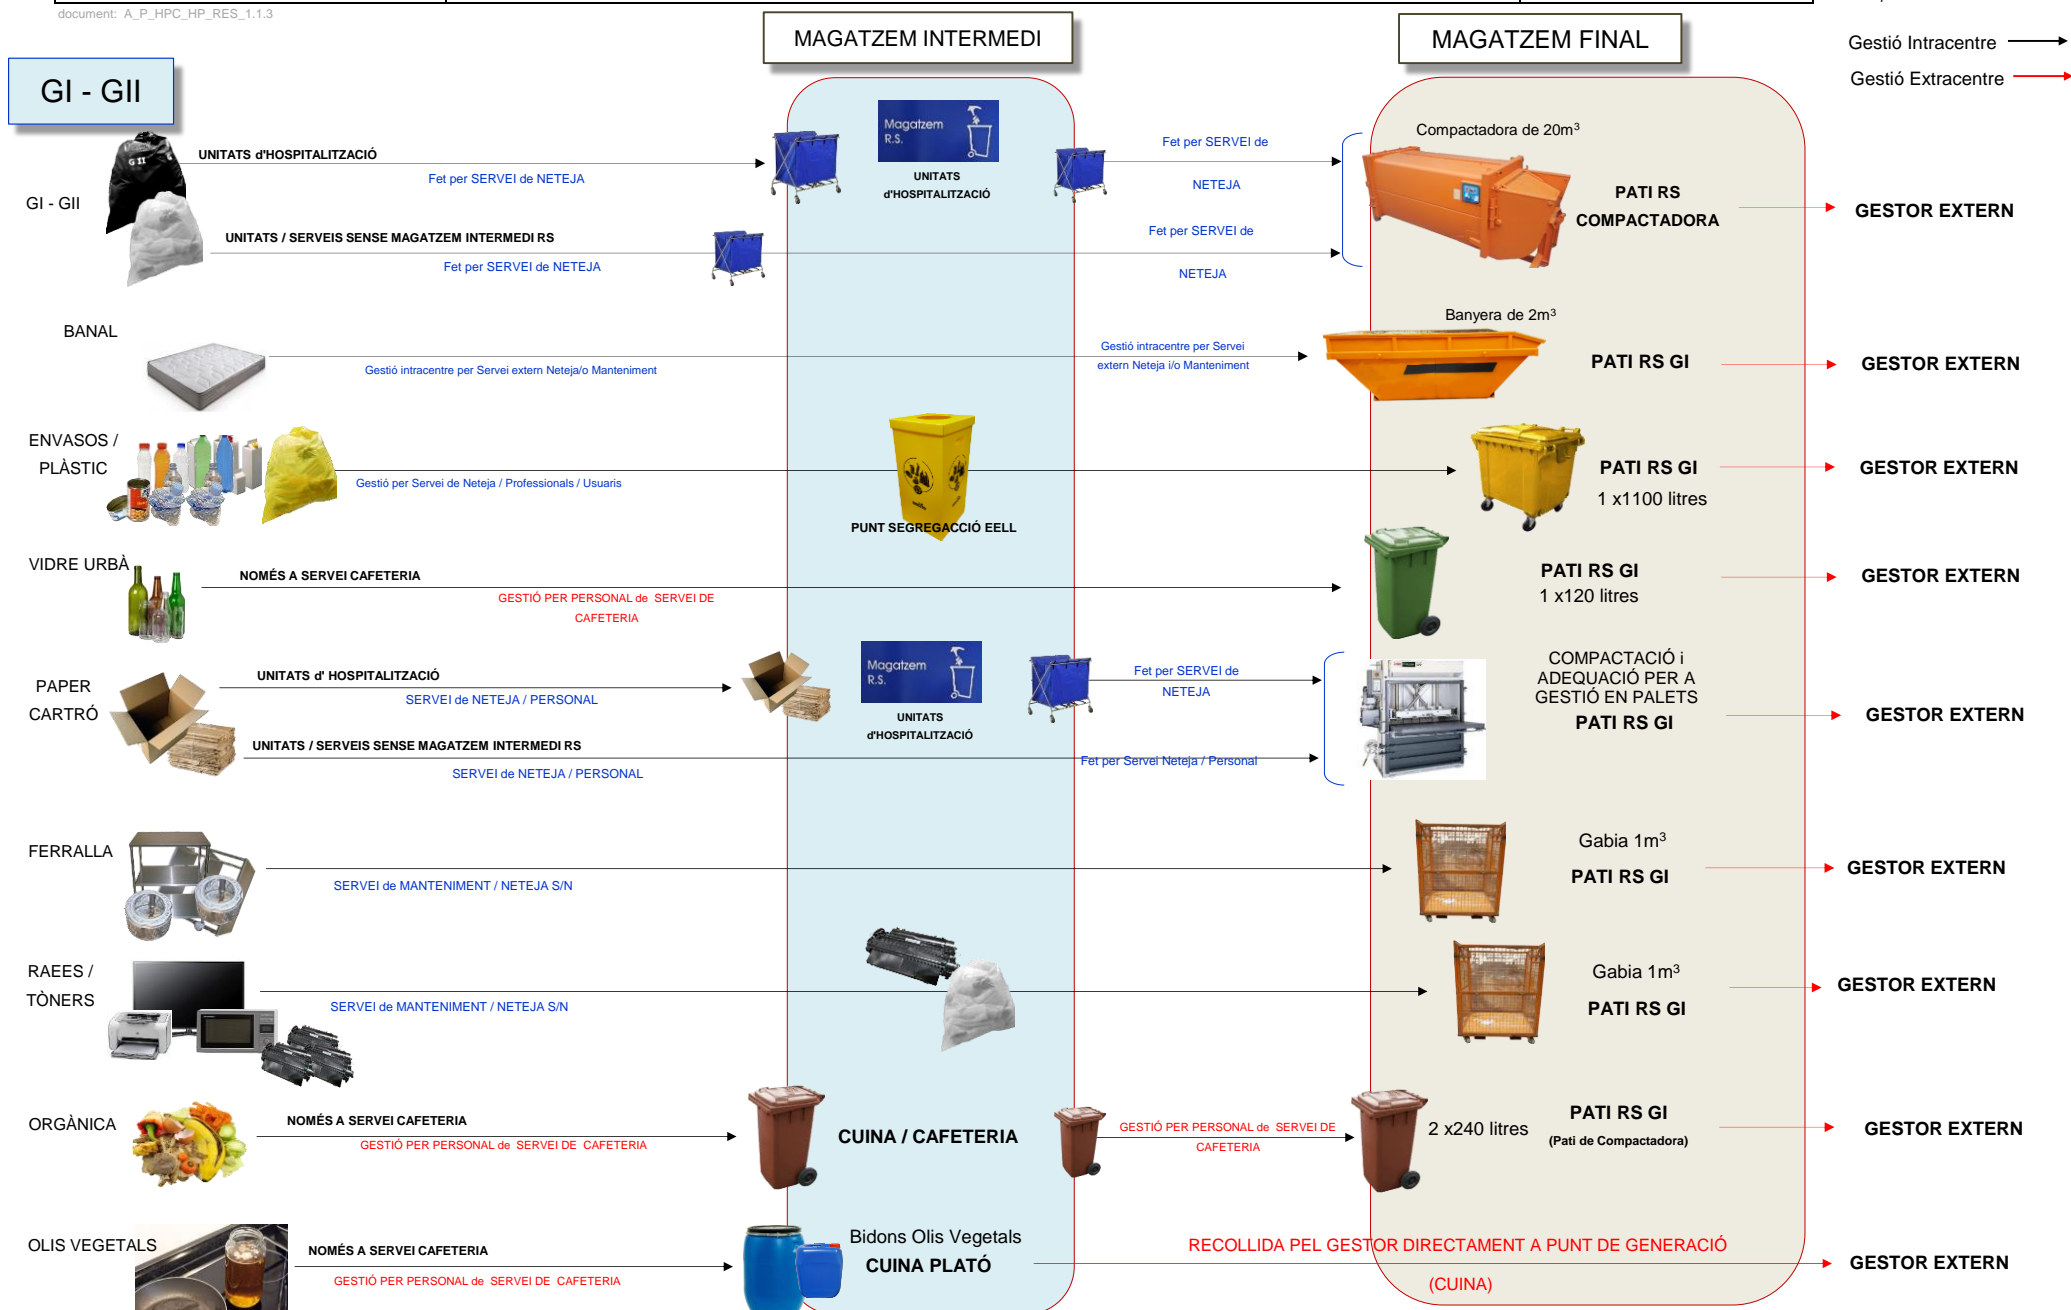 document: A_P_HPC_HP_RES_1.1.3
MAGATZEM INTERMEDI
MAGATZEM FINAL
Gestió Intracentre
Gestió Extracentre
GI - GII
GI - GII
G II
UNITATS d'HOSPITALITZACIÓ
Fet per SERVEI de NETEJA
Magatzem
R.S.
UNITATS
d'HOSPITALITZACIÓ
Fet per SERVEI de
NETEJA
Compactadora de 20m³
PATI RS
COMPACTADORA
GESTOR EXTERN
UNITATS / SERVEIS SENSE MAGATZEM INTERMEDI RS
Fet per SERVEI de NETEJA
Fet per SERVEI de
NETEJA
BANAL
Gestió intracentre per Servei extern Neteja/o Manteniment
Gestió intracentre per Servei
extern Neteja i/o Manteniment
Banyera de 2m³
PATI RS GI
GESTOR EXTERN
ENVASOS /
PLÀSTIC
Gestió per Servei de Neteja / Professionals / Usuaris
PUNT SEGREGACCIÓ EELL
PATI RS GI
1 x1100 litres
GESTOR EXTERN
VIDRE URBÀ
NOMÉS A SERVEI CAFETERIA
GESTIÓ PER PERSONAL de SERVEI DE
CAFETERIA
PATI RS GI
1 x120 litres
GESTOR EXTERN
PAPER
CARTRÓ
UNITATS d' HOSPITALITZACIÓ
SERVEI de NETEJA / PERSONAL
Magatzem
R.S.
UNITATS
d'HOSPITALITZACIÓ
Fet per SERVEI de
NETEJA
COMPACTACIÓ i
ADEQUACIÓ PER A
GESTIÓ EN PALETS
PATI RS GI
GESTOR EXTERN
UNITATS / SERVEIS SENSE MAGATZEM INTERMEDI RS
SERVEI de NETEJA / PERSONAL
Fet per Servei Neteja / Personal
FERRALLA
SERVEI de MANTENIMENT / NETEJA S/N
Gabia 1m³
PATI RS GI
GESTOR EXTERN
RAEES /
TÒNERS
SERVEI de MANTENIMENT / NETEJA S/N
Gabia 1m³
PATI RS GI
GESTOR EXTERN
ORGÀNICA
NOMÉS A SERVEI CAFETERIA
GESTIÓ PER PERSONAL de SERVEI DE CAFETERIA
CUINA / CAFETERIA
GESTIÓ PER PERSONAL de SERVEI DE
CAFETERIA
2 x240 litres
PATI RS GI
(Pati de Compactadora)
GESTOR EXTERN
OLIS VEGETALS
NOMÉS A SERVEI CAFETERIA
GESTIÓ PER PERSONAL de SERVEI DE CAFETERIA
Bidons Olis Vegetals
CUINA PLATÓ
RECOLLIDA PEL GESTOR DIRECTAMENT A PUNT DE GENERACIÓ
(CUINA)
GESTOR EXTERN